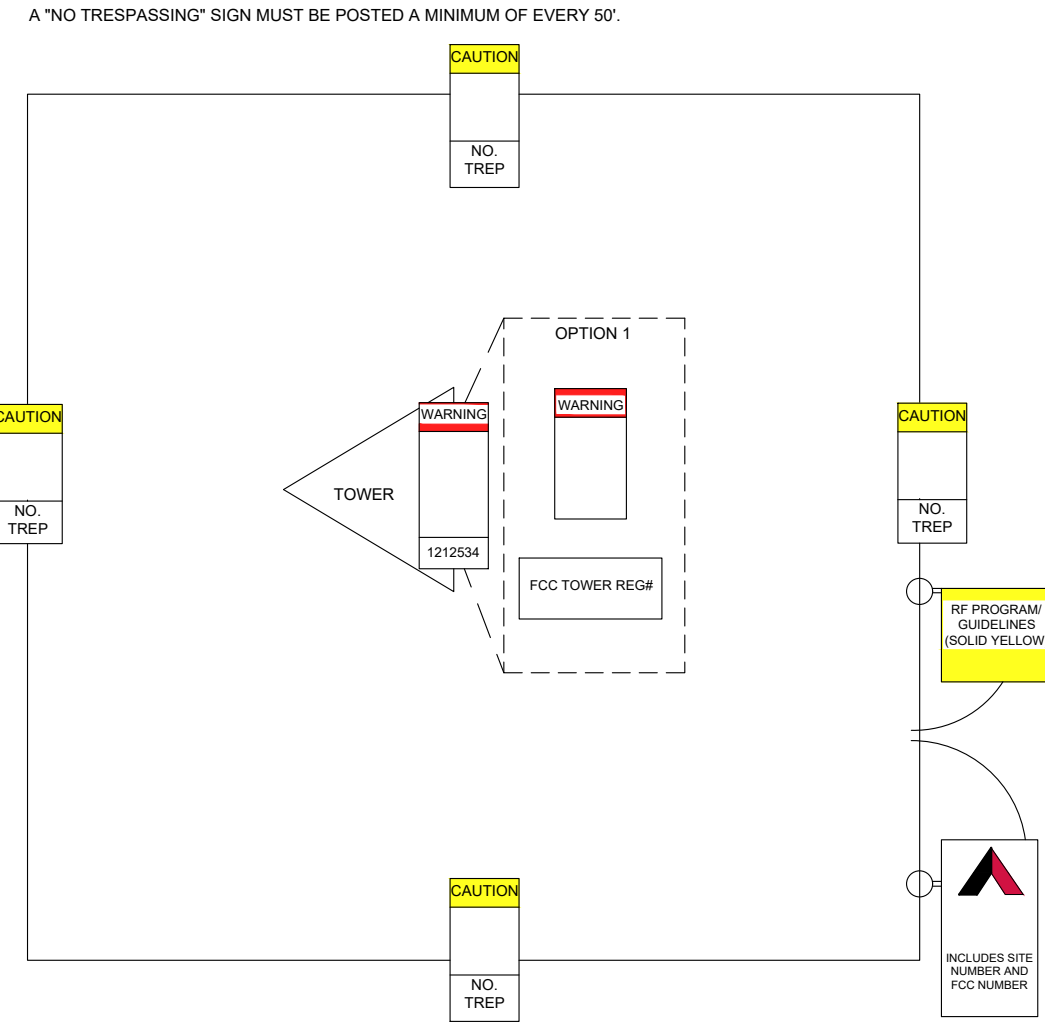 A "NO TRESPASSING" SIGN MUST BE POSTED A MINIMUM OF EVERY 50'.
CAUTION
NO.
TREP
OPTION 1
WARNING
WARNING
CAUTION
NO.
TREP
TOWER
1212534
FCC TOWER REG#
CAUTION
NO.
TREP
RF PROGRAM/
GUIDELINES
(SOLID YELLOW
CAUTION
NO.
TREP
INCLUDES SITE
NUMBER AND
FCC NUMBER